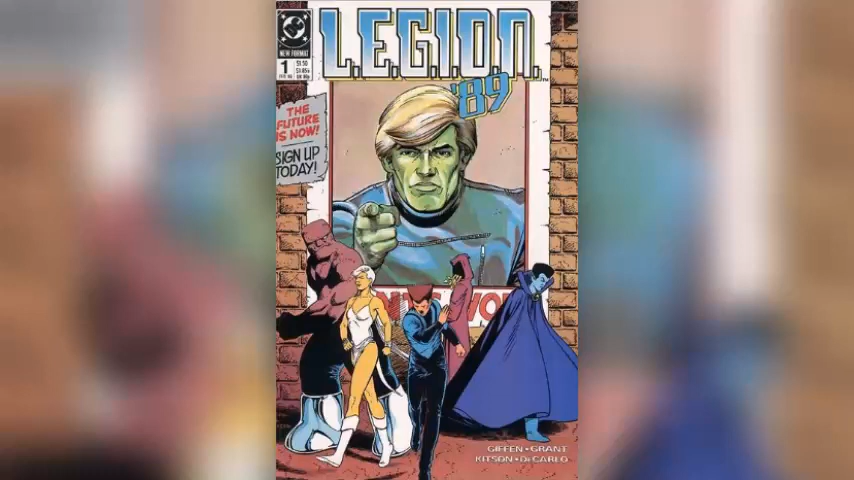 L.E.G.I.O.N.
'89
DC
NEW FORMAT
1
$1.50
THE
FUTURE
IS NOW!
SIGN UP
TODAY!
GIFFEN • GRANT
KITSON • DeCARLO